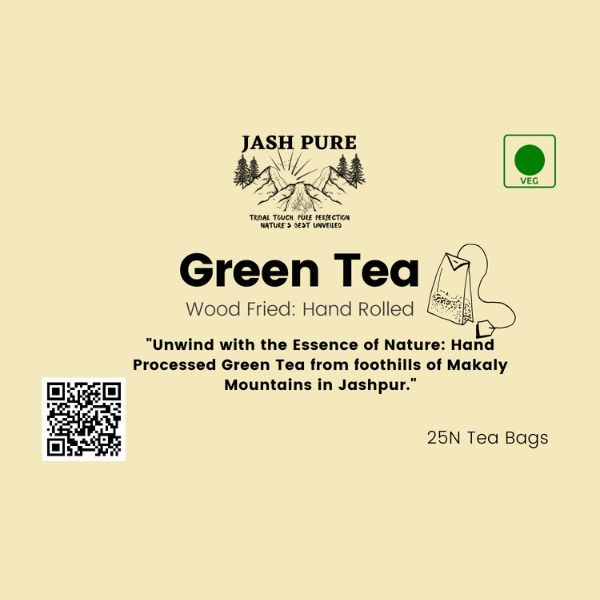 JASH PURE
TRIBAL TOUCH, PURE PERFECTION
NATURE'S BEST UNVEILED
VEG
Green Tea
Wood Fried: Hand Rolled
"Unwind with the Essence of Nature: Hand
Processed Green Tea from foothills of Makaly
Mountains in Jashpur."
25N Tea Bags